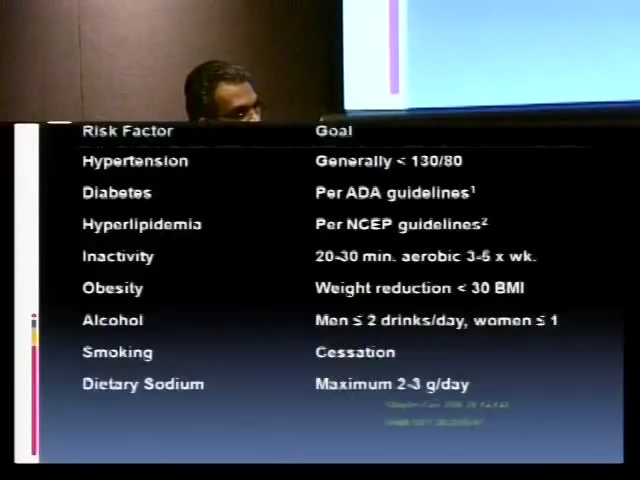 Risk Factor Goal
Hypertension Generally < 130/80
Diabetes Per ADA guidelines¹
Hyperlipidemia Per NCEP guidelines²
Inactivity 20-30 min. aerobic 3-5 x wk.
Obesity Weight reduction < 30 BMI
Alcohol Men ≤ 2 drinks/day, women ≤ 1
Smoking Cessation
Dietary Sodium Maximum 2-3 g/day